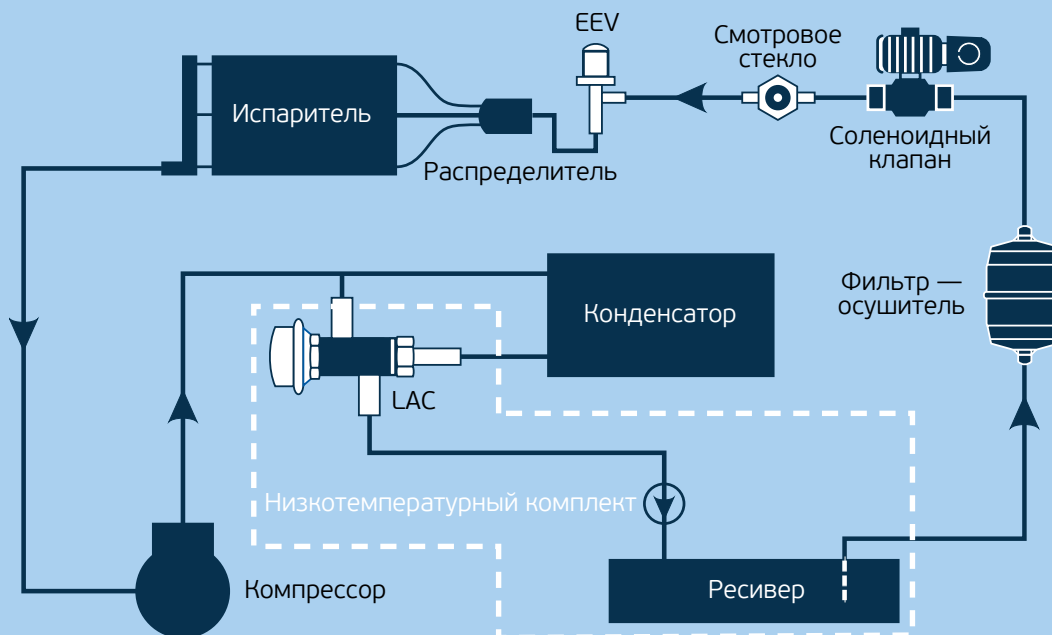 EEV
Смотровое
стекло
Испаритель
Соленоидный
клапан
Распределитель
Фильтр —
осушитель
Конденсатор
LAC
Низкотемпературный комплект
Компрессор
Ресивер